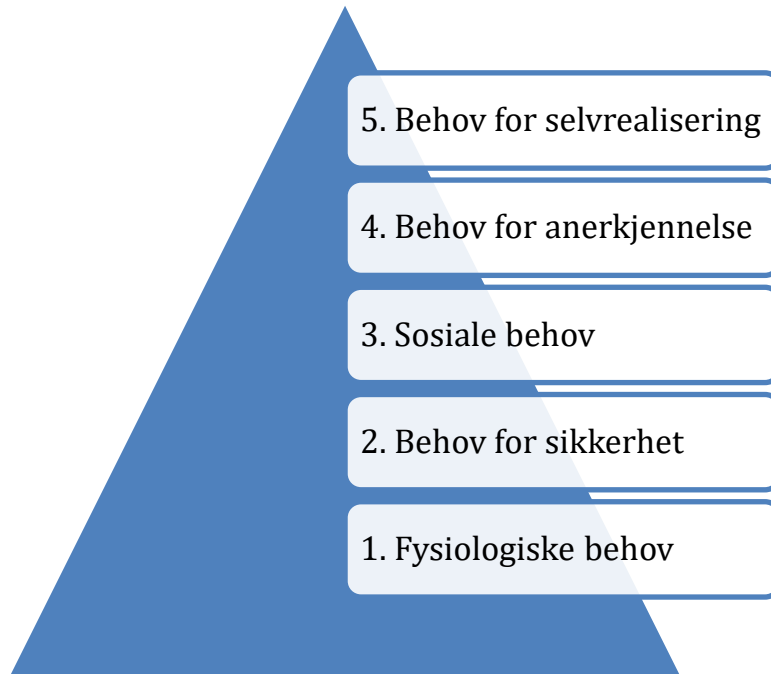 5. Behov for selvrealisering
4. Behov for anerkjennelse
3. Sosiale behov
2. Behov for sikkerhet
1. Fysiologiske behov